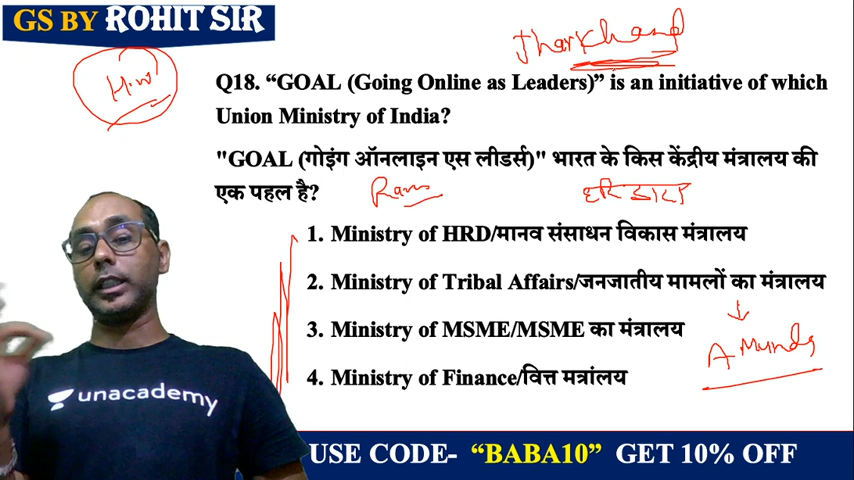 GS BY ROHIT SIR
Jharkhand
H.W
Q18. “GOAL (Going Online as Leaders)” is an initiative of which
Union Ministry of India?
"GOAL (गोइंग ऑनलाइन एस लीडर्स)" भारत के किस केंद्रीय मंत्रालय की
एक पहल है?
1. Ministry of HRD/मानव संसाधन विकास मंत्रालय
2. Ministry of Tribal Affairs/जनजातीय मामलों का मंत्रालय
3. Ministry of MSME/MSME का मंत्रालय
A Munda
4. Ministry of Finance/वित्त मत्रांलय
unacademy
USE CODE- “BABA10” GET 10% OFF